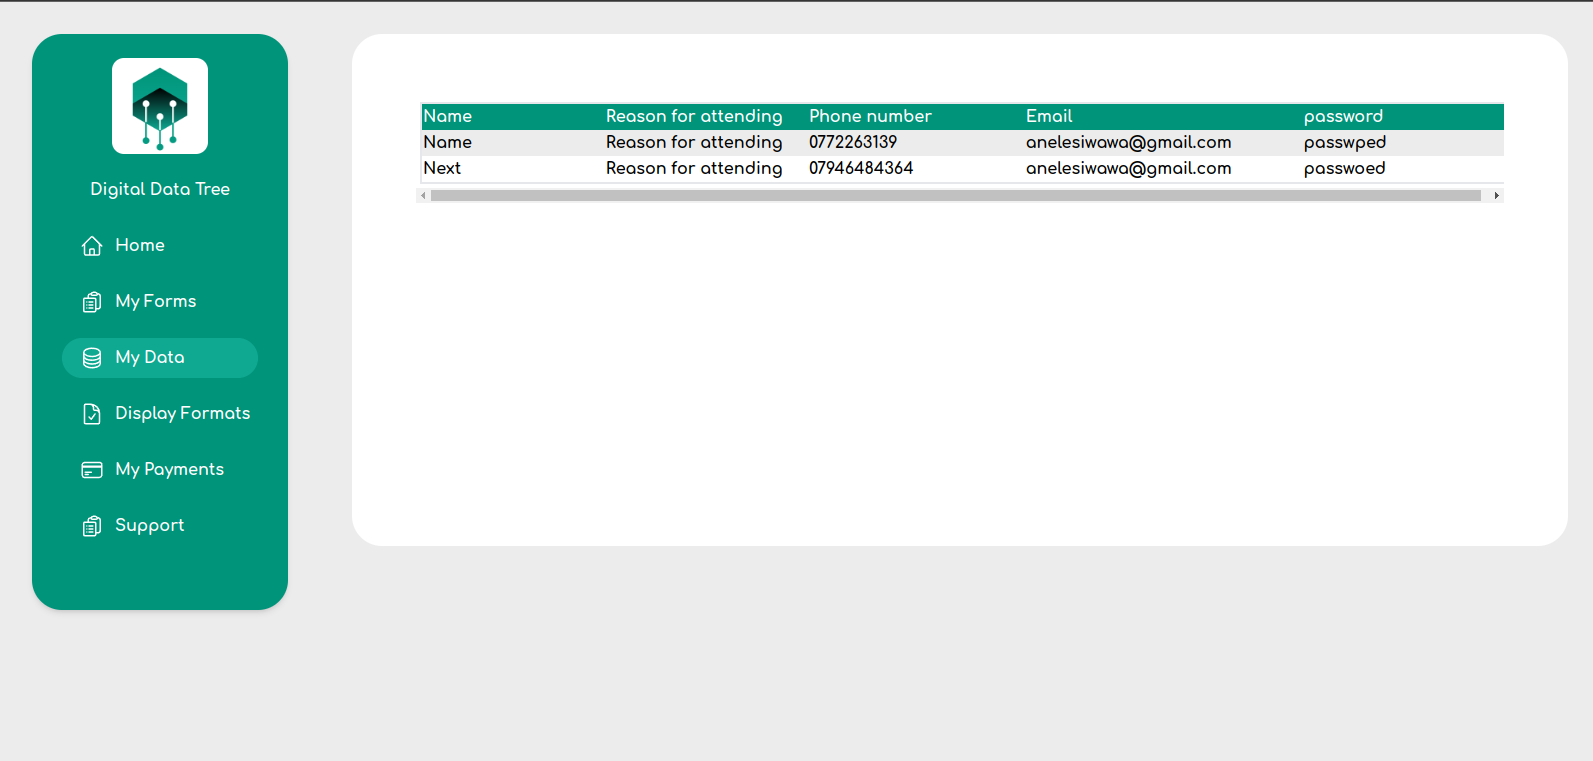 Digital Data Tree
Home
My Forms
My Data
Display Formats
My Payments
Support
Name Reason for attending Phone number Email password
Name Reason for attending 0772263139 anelesiwawa@gmail.com passwped
Next Reason for attending 07946484364 anelesiwawa@gmail.com passwoed